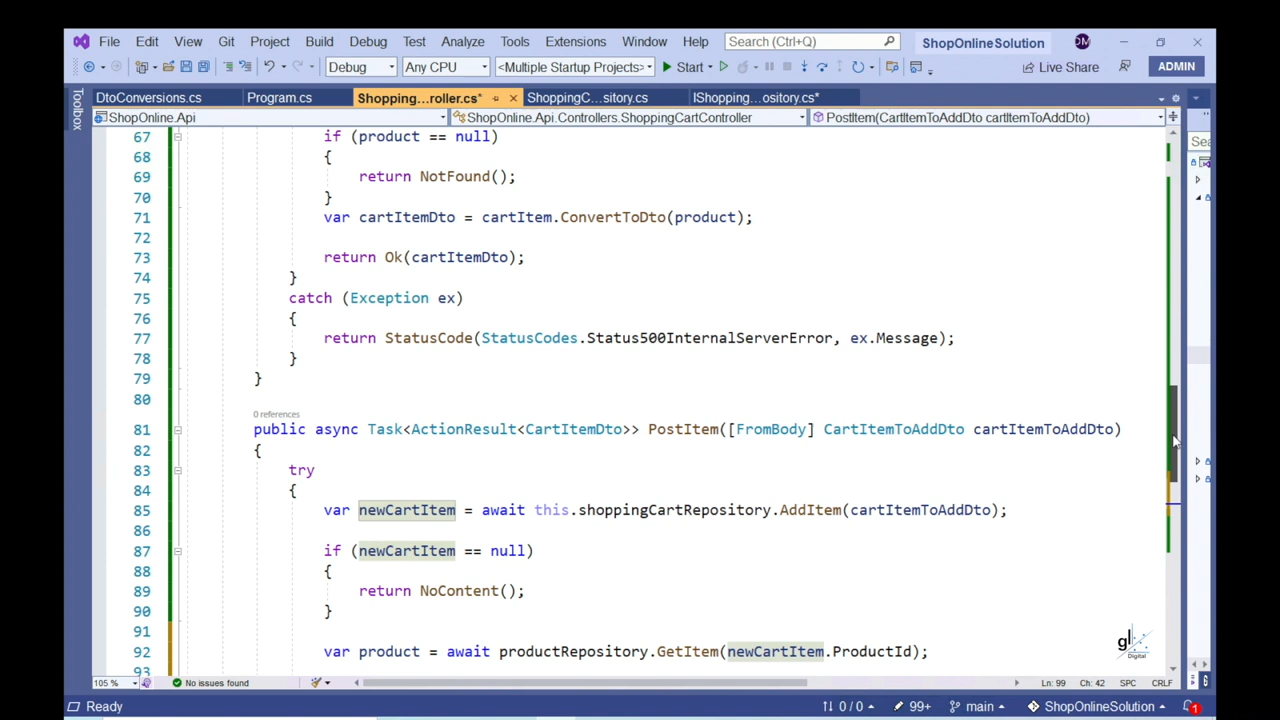 File Edit View Git Project Build Debug Test Analyze Tools Extensions Window Help Search (Ctrl+Q) ShopOnlineSolution DM
Debug Any CPU <Multiple Startup Projects> Start Live Share ADMIN
Toolbox
DtoConversions.cs Program.cs Shopping...roller.cs* ShoppingC...sitory.cs IShopping...ository.cs*
ShopOnline.Api ShopOnline.Api.Controllers.ShoppingCartController PostItem(CartItemToAddDto cartItemToAddDto)
Sea
67 if (product == null)
68 {
69 return NotFound();
70 }
71 var cartItemDto = cartItem.ConvertToDto(product);
72
73 return Ok(cartItemDto);
74 }
75 catch (Exception ex)
76 {
77 return StatusCode(StatusCodes.Status500InternalServerError, ex.Message);
78 }
79 }
80
0 references
81 public async Task<ActionResult<CartItemDto>> PostItem([FromBody] CartItemToAddDto cartItemToAddDto)
82 {
83 try
84 {
85 var newCartItem = await this.shoppingCartRepository.AddItem(cartItemToAddDto);
86
87 if (newCartItem == null)
88 {
89 return NoContent();
90 }
91
92 var product = await productRepository.GetItem(newCartItem.ProductId);
93
gl Digital
105 % No issues found Ln: 99 Ch: 42 SPC CRLF
Ready 0 / 0 99+ main ShopOnlineSolution 1